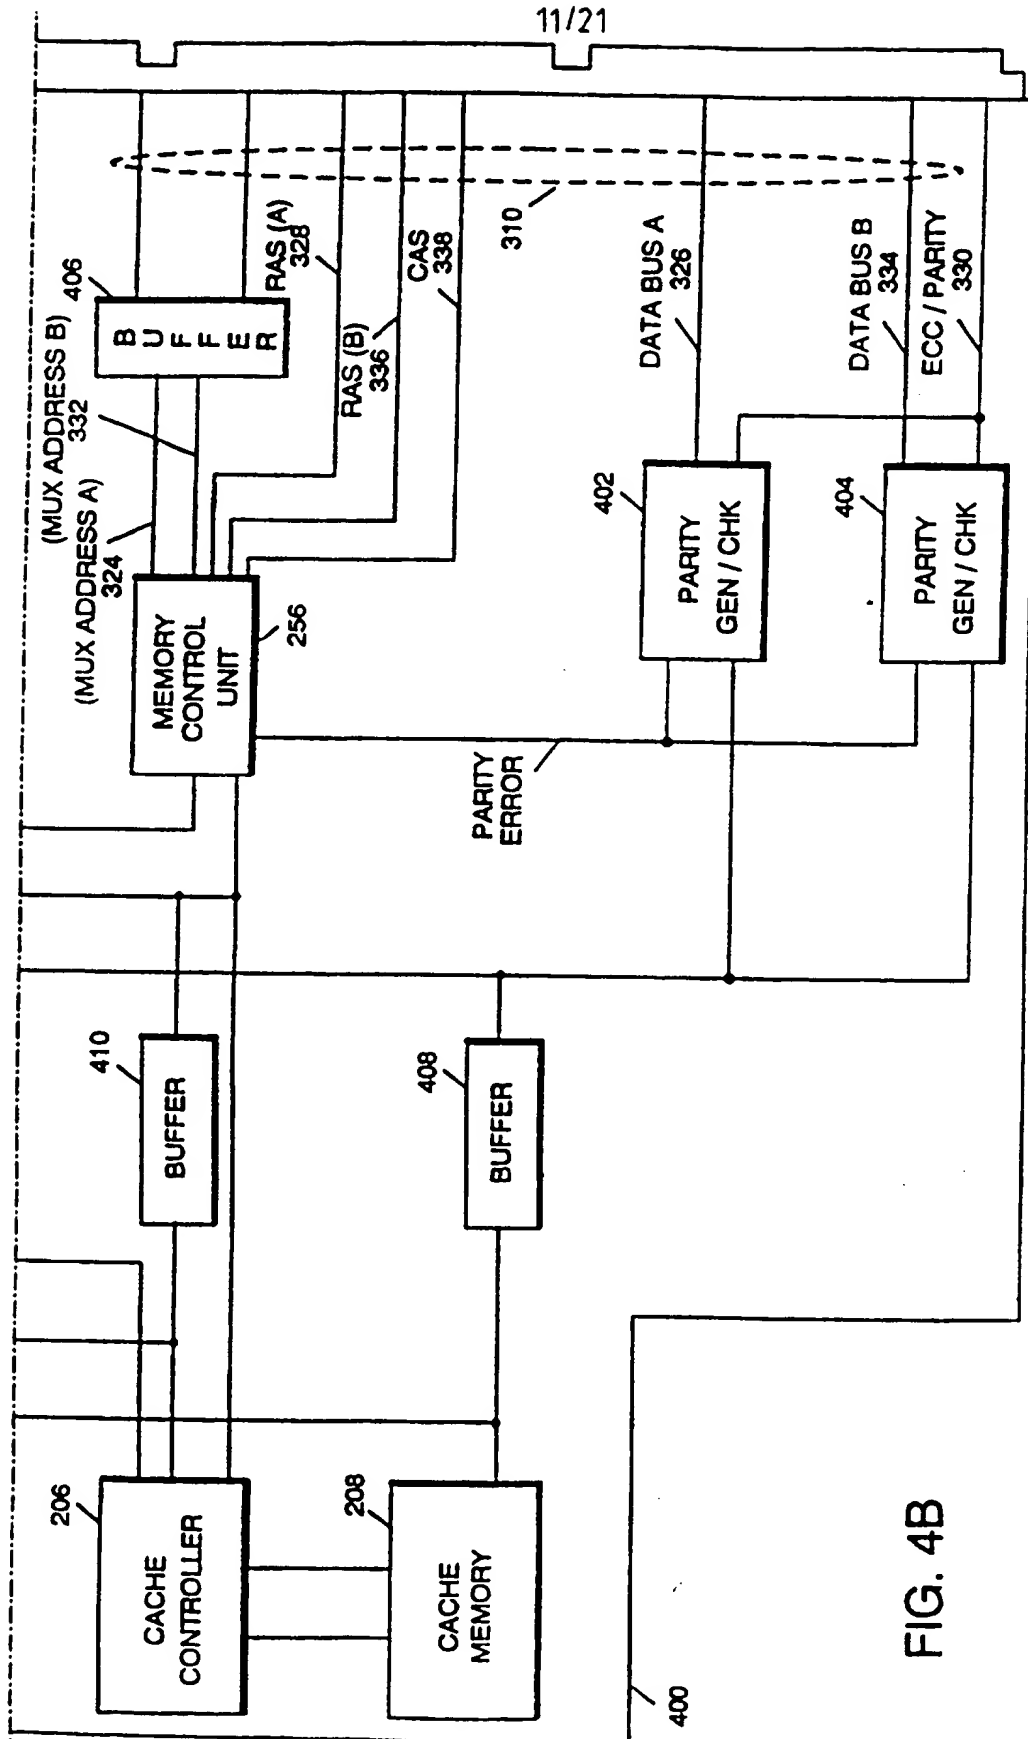 11/21
206
CACHE
CONTROLLER
208
CACHE
MEMORY
410
BUFFER
408
BUFFER
(MUX ADDRESS A)
324
(MUX ADDRESS B)
332
406
BUFFER
MEMORY
CONTROL
UNIT
256
RAS (A)
328
RAS (B)
336
CAS
338
310
PARITY
ERROR
DATA BUS A
326
402
PARITY
GEN / CHK
DATA BUS B
334
ECC / PARITY
330
404
PARITY
GEN / CHK
400
FIG. 4B